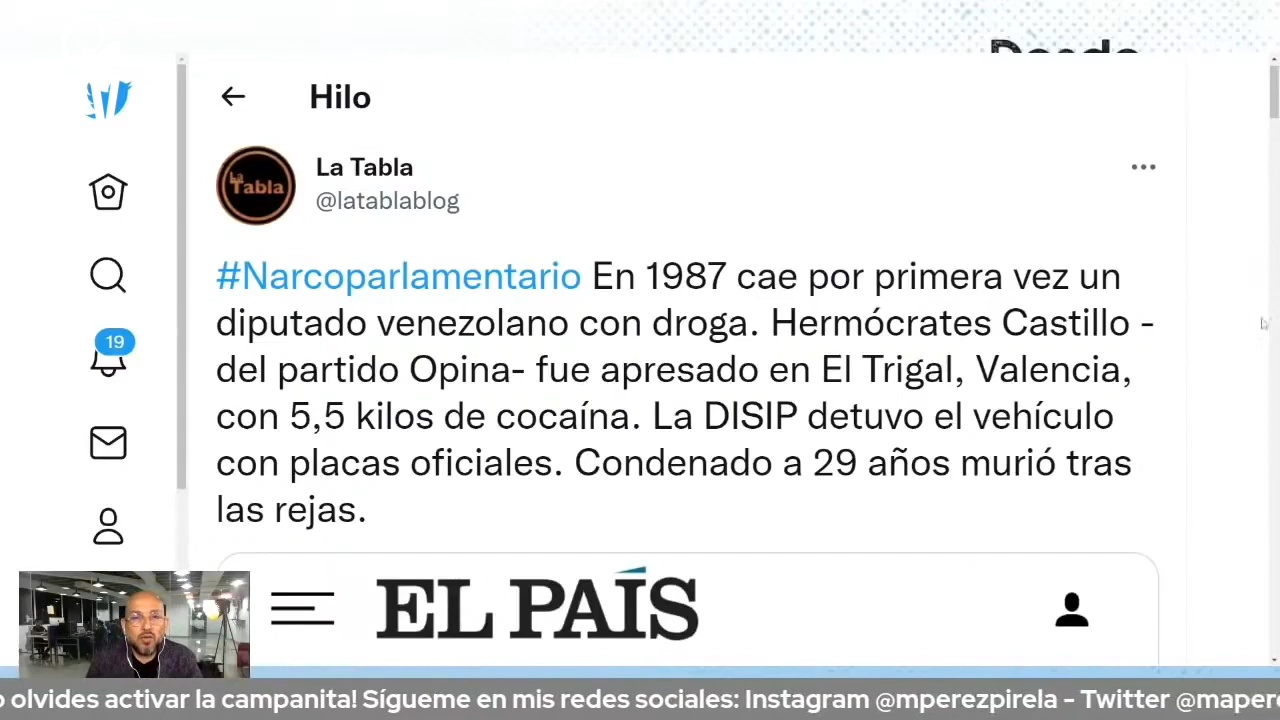 Desde
Hilo
La Tabla
@latablablog
La
Tabla
#Narcoparlamentario En 1987 cae por primera vez un
diputado venezolano con droga. Hermócrates Castillo -
del partido Opina- fue apresado en El Trigal, Valencia,
con 5,5 kilos de cocaína. La DISIP detuvo el vehículo
con placas oficiales. Condenado a 29 años murió tras
las rejas.
19
EL PAÍS
o olvides activar la campanita! Sígueme en mis redes sociales: Instagram @mperezpirela - Twitter @mapere